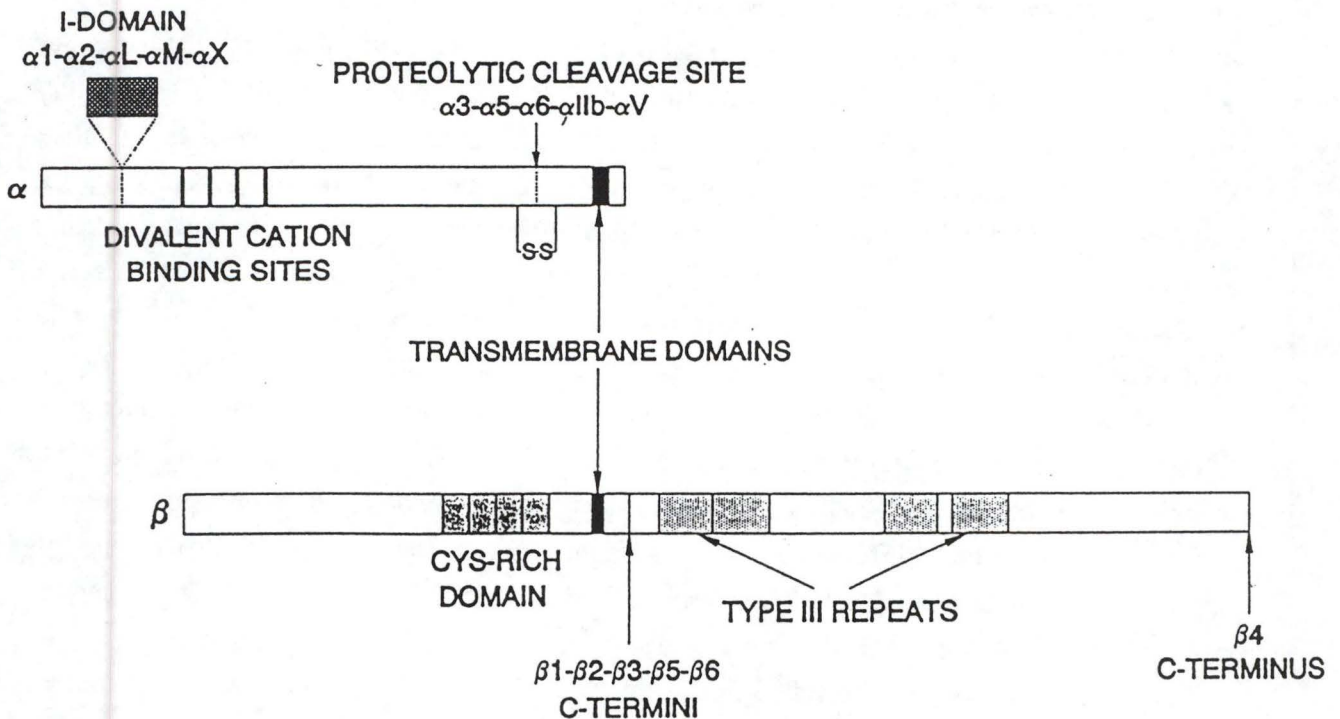 I-DOMAIN
α1-α2-αL-αM-αX
PROTEOLYTIC CLEAVAGE SITE
α3-α5-α6-αIIb-αV
α
DIVALENT CATION
BINDING SITES
S-S
TRANSMEMBRANE DOMAINS
β
CYS-RICH
DOMAIN
TYPE III REPEATS
β1-β2-β3-β5-β6
C-TERMINI
β4
C-TERMINUS